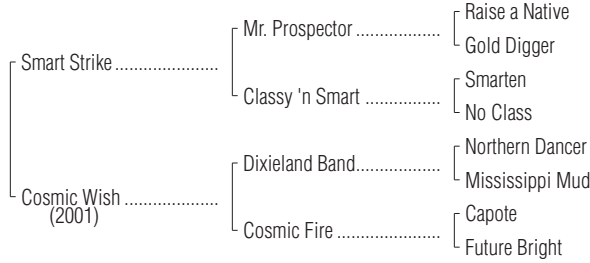 Raise a Native
Mr. Prospector ..................
Gold Digger
Smart Strike ......................
Smarten
Classy 'n Smart ................
No Class
Northern Dancer
Dixieland Band..................
Mississippi Mud
Cosmic Wish ....................
(2001)
Capote
Cosmic Fire ......................
Future Bright